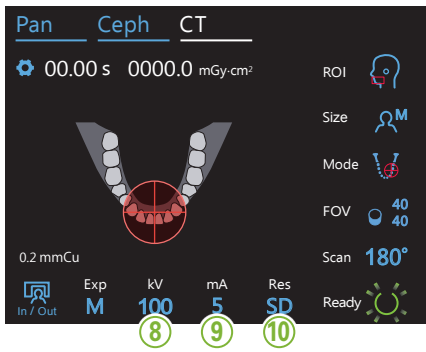 Pan Ceph CT
00.00 s 0000.0 mGy·cm²
ROI
Size M
Mode
FOV 40
40
0.2 mmCu
Scan 180°
Exp kV mA Res
M 100 5 SD
In / Out
Ready
8 9 10